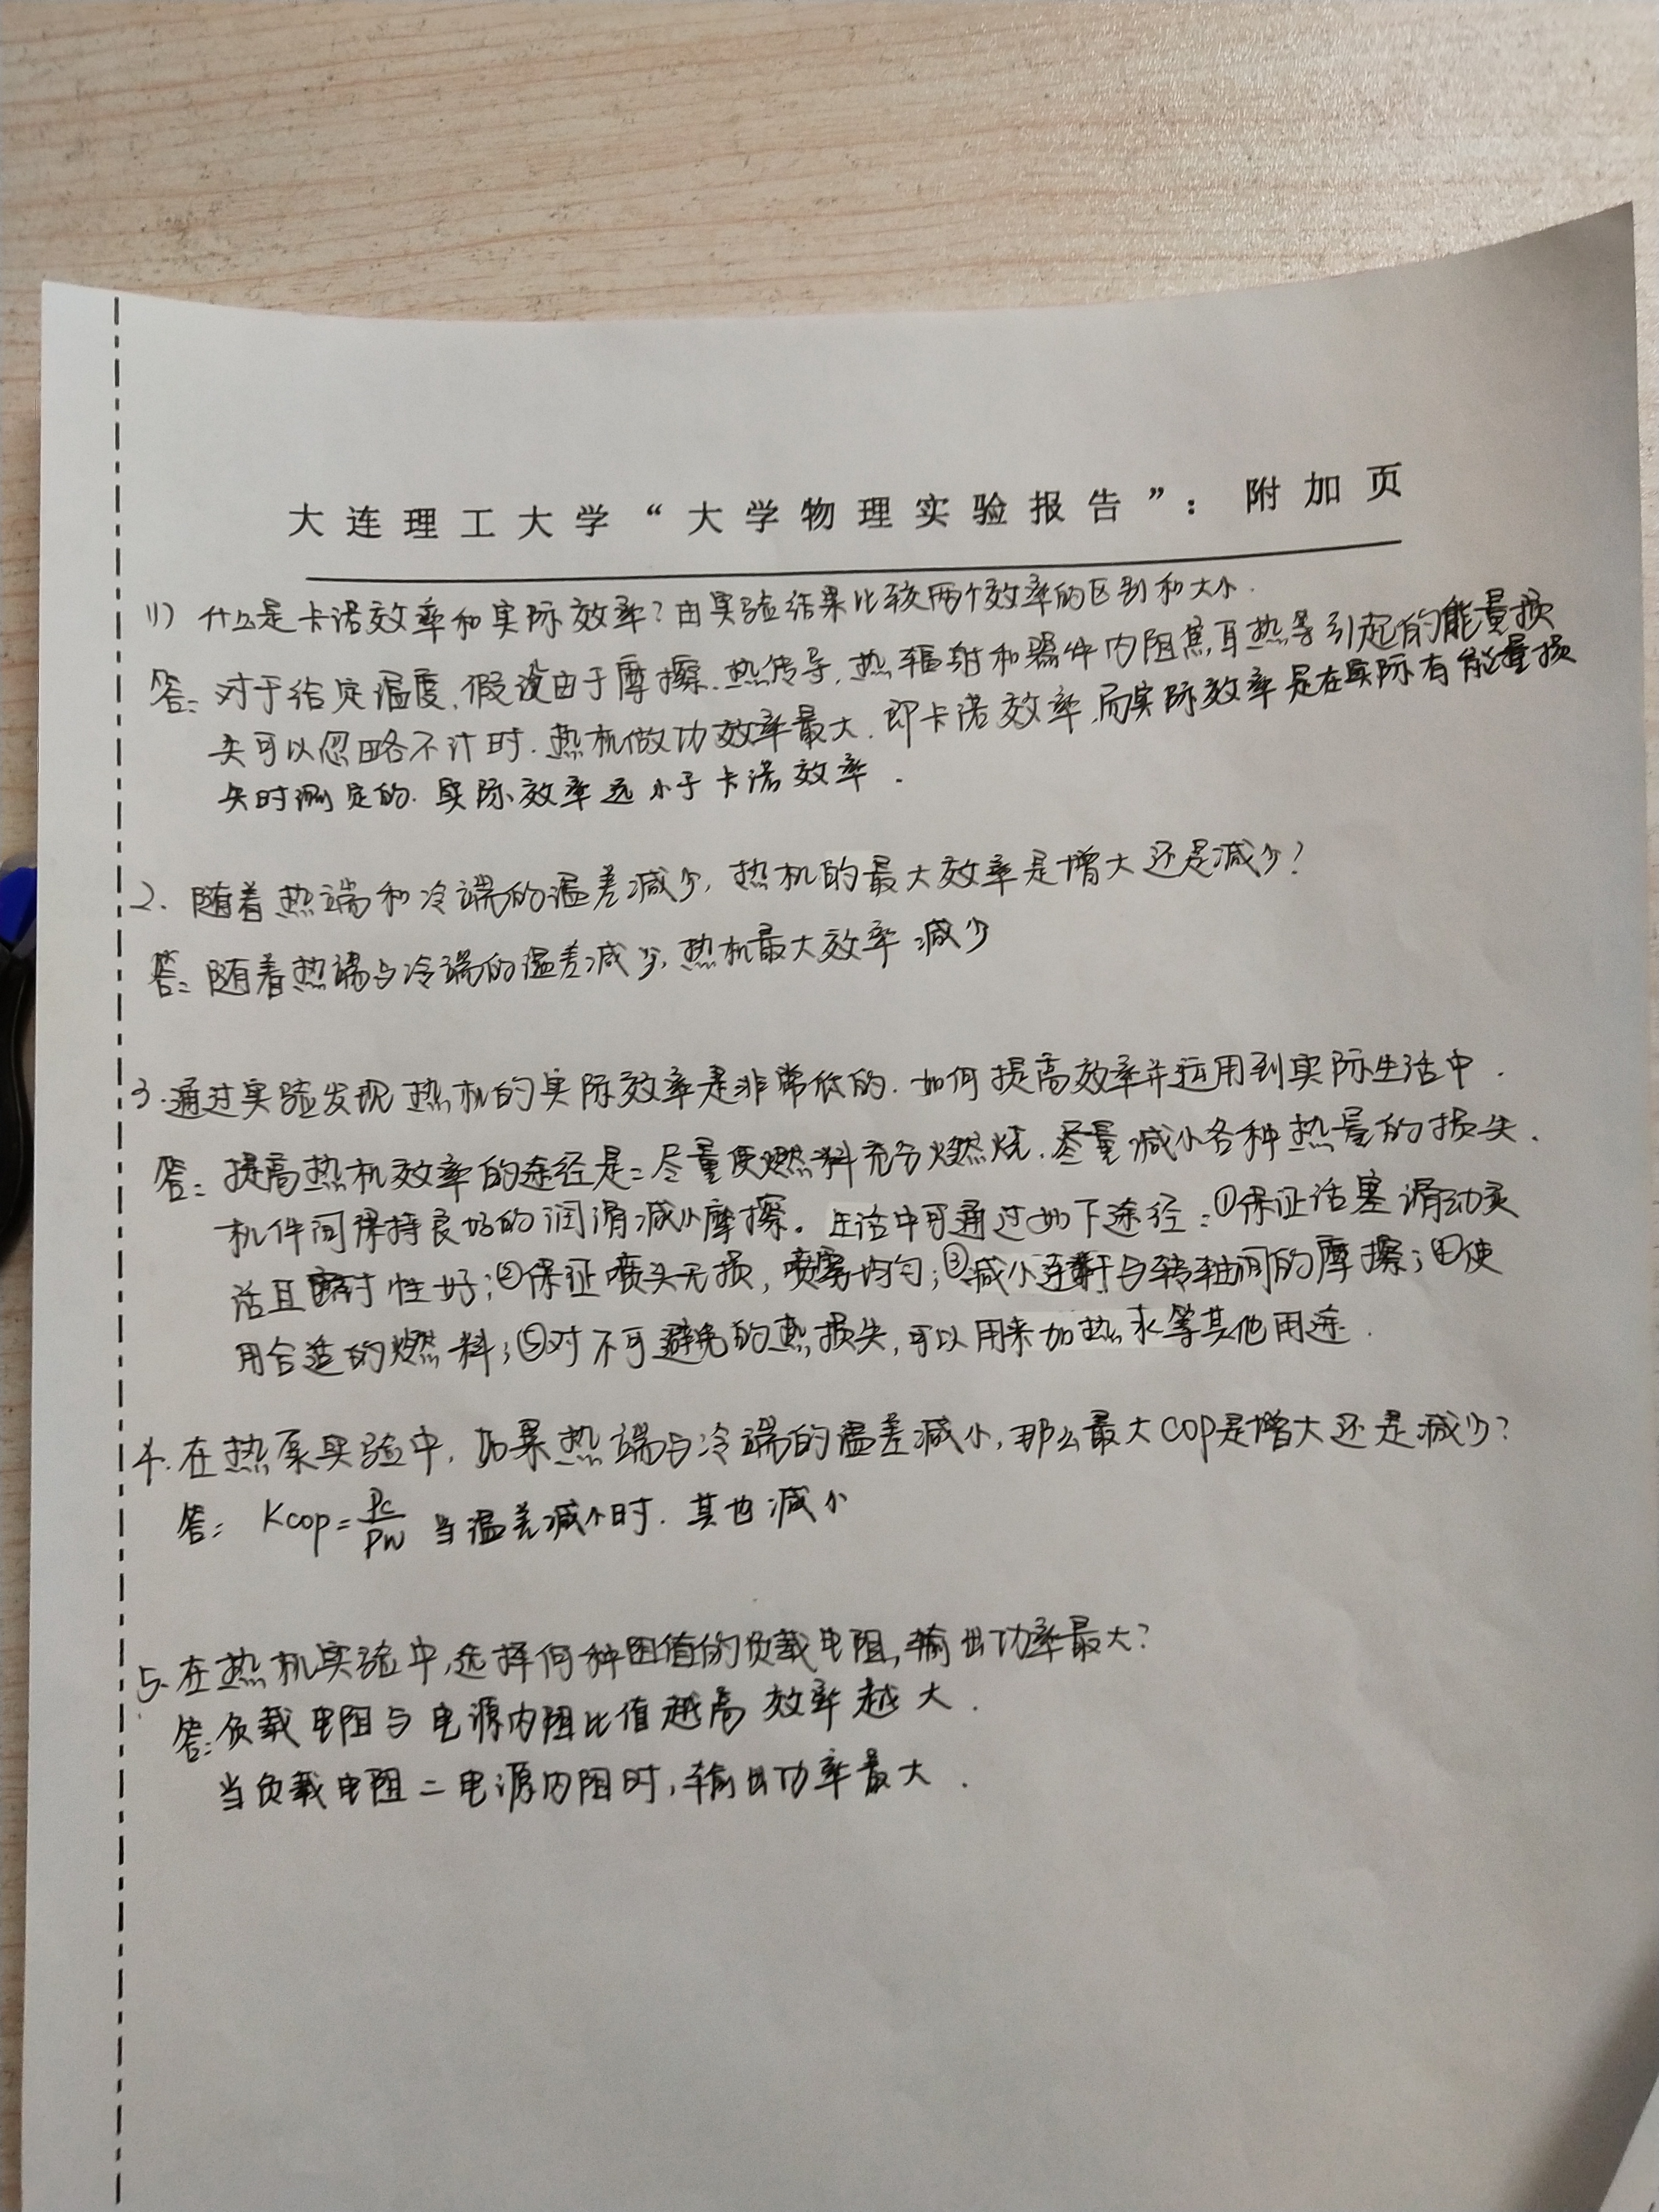 大连理工大学“大学物理实验报告”：附加页
(1) 什么是卡诺效率和实际效率?由实验结果比较两个效率的区别和大小.
答: 对于给定温度,假设由于摩擦.热传导,热辐射和器件内阻焦耳热等引起的能量损
失可以忽略不计时.热机做功效率最大.即卡诺效率,而实际效率是在实际有能量损
失时测定的.实际效率远小于卡诺效率.
2. 随着热端和冷端的温差减少,热机的最大效率是增大还是减少?
答: 随着热端与冷端的温差减少,热机最大效率减少
3.通过实验发现热机的实际效率是非常低的.如何提高效率并运用到实际生活中.
答: 提高热机效率的途径是:尽量使燃料充分燃烧.尽量减小各种热量的损失.
机件间保持良好的润滑减小摩擦。生活中可通过如下途径:①保证活塞滑动灵
活且密封性好;②保证喷头无损,喷雾均匀;③减小连杆与转轴间的摩擦;④使
用合适的燃料;⑤对不可避免的热损失,可以用来加热水等其他用途.
4.在热泵实验中,如果热端与冷端的温差减小,那么最大COP是增大还是减少?
答: Kcop=Pc/Pw 当温差减小时.其也减小
5.在热机实验中,选择何种阻值的负载电阻,输出功率最大?
答:负载电阻与电源内阻比值越高效率越大.
当负载电阻=电源内阻时,输出功率最大.